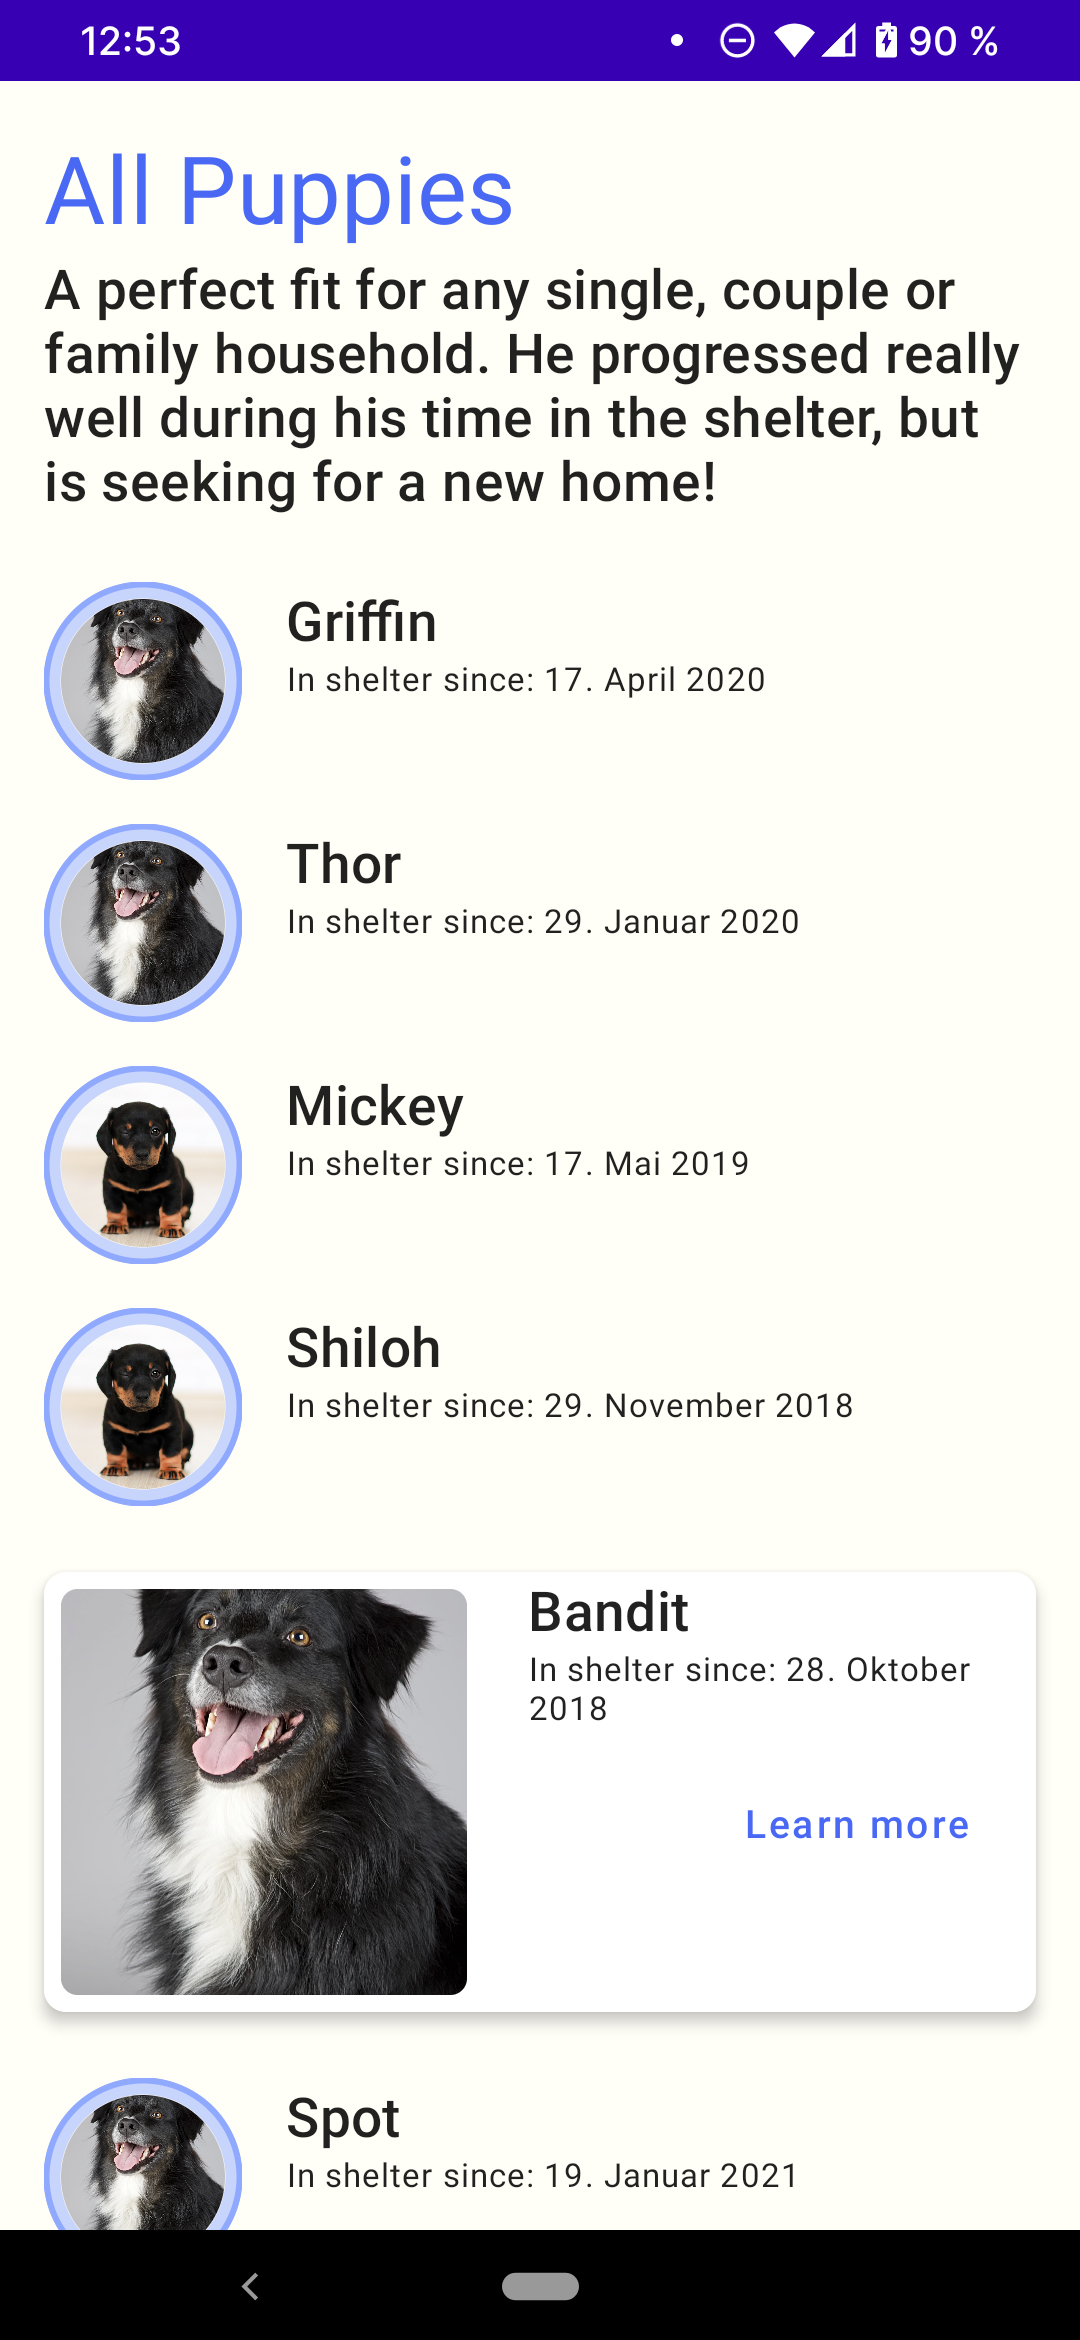 12:53
90 %
All Puppies
A perfect fit for any single, couple or
family household. He progressed really
well during his time in the shelter, but
is seeking for a new home!
Griffin
In shelter since: 17. April 2020
Thor
In shelter since: 29. Januar 2020
Mickey
In shelter since: 17. Mai 2019
Shiloh
In shelter since: 29. November 2018
Bandit
In shelter since: 28. Oktober
2018
Learn more
Spot
In shelter since: 19. Januar 2021